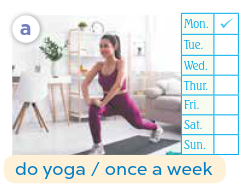 a
Mon. ✓
Tue.
Wed.
Thur.
Fri.
Sat.
Sun.
do yoga / once a week